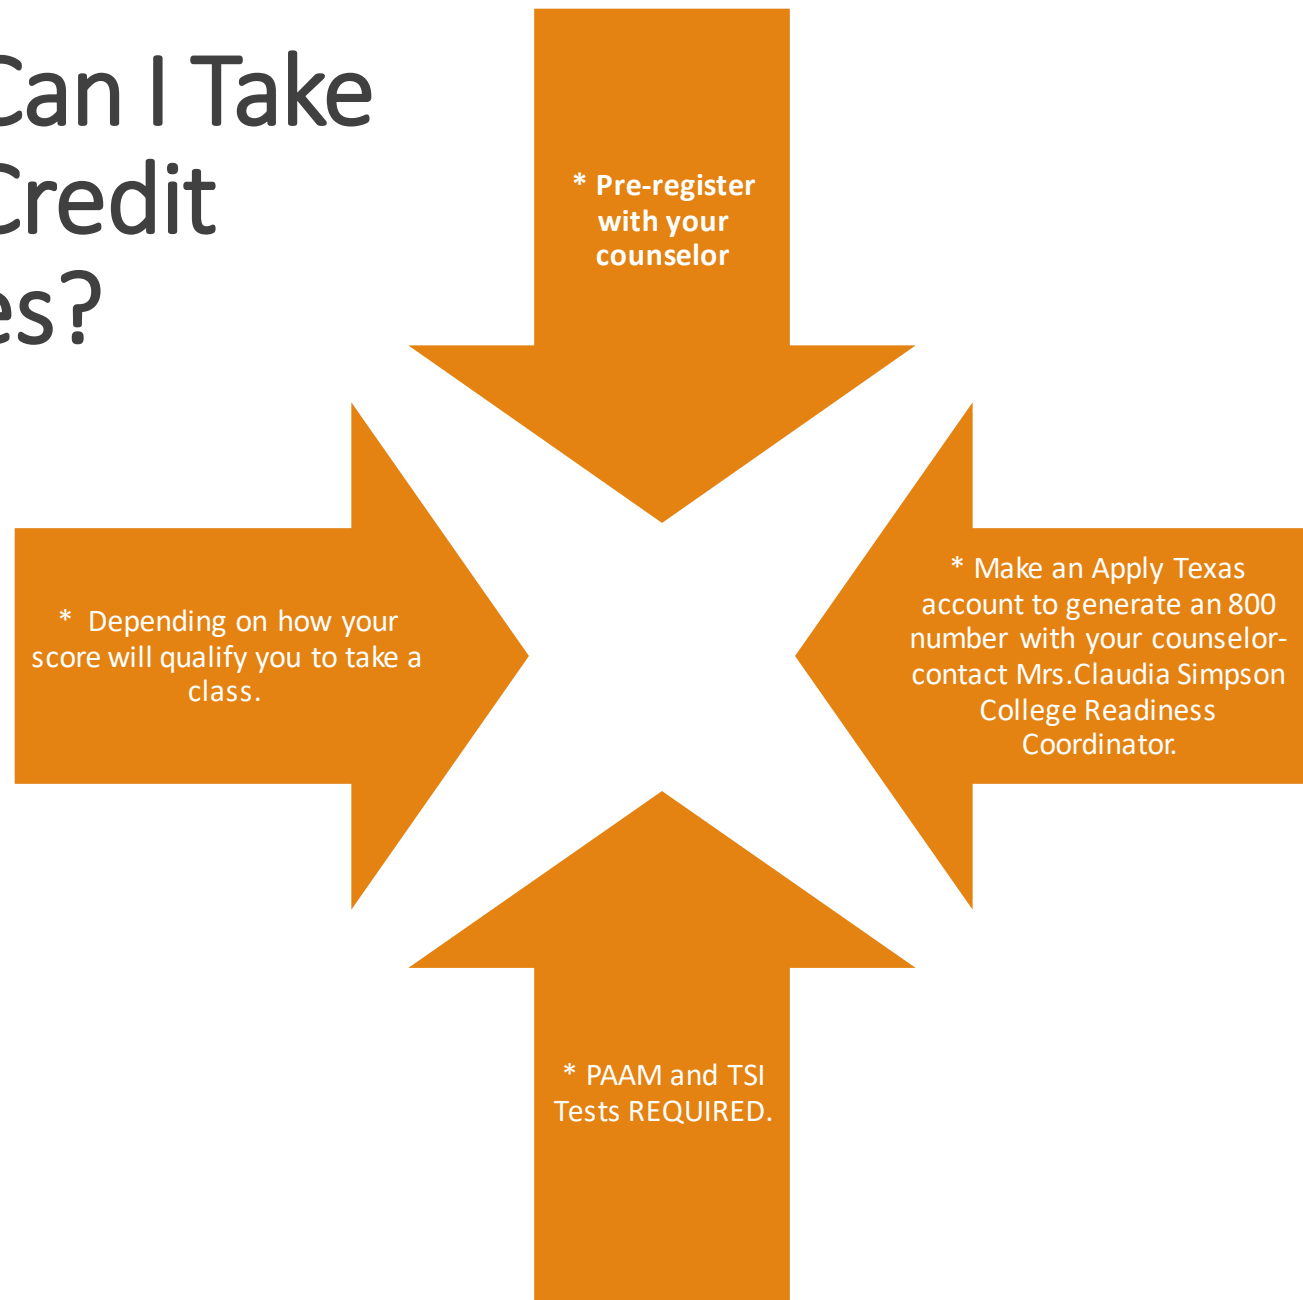 Can I Take
Credit
es?
* Pre-register
with your
counselor
* Make an Apply Texas
account to generate an 800
number with your counselor-
contact Mrs.Claudia Simpson
College Readiness
Coordinator.
* PAAM and TSI
Tests REQUIRED.
* Depending on how your
score will qualify you to take a
class.